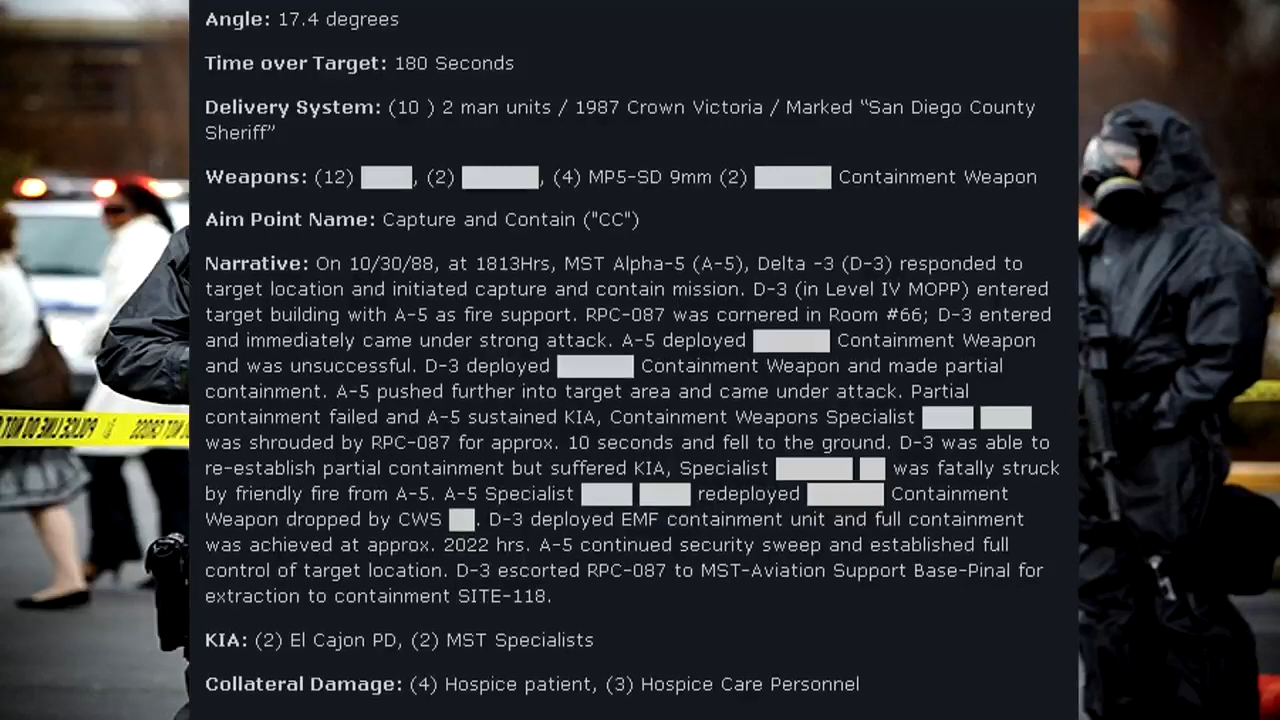 Angle: 17.4 degrees
Time over Target: 180 Seconds
Delivery System: (10 ) 2 man units / 1987 Crown Victoria / Marked “San Diego County
Sheriff”
Weapons: (12) , (2) , (4) MP5-SD 9mm (2) Containment Weapon
Aim Point Name: Capture and Contain ("CC")
Narrative: On 10/30/88, at 1813Hrs, MST Alpha-5 (A-5), Delta -3 (D-3) responded to
target location and initiated capture and contain mission. D-3 (in Level IV MOPP) entered
target building with A-5 as fire support. RPC-087 was cornered in Room #66; D-3 entered
and immediately came under strong attack. A-5 deployed Containment Weapon
and was unsuccessful. D-3 deployed Containment Weapon and made partial
containment. A-5 pushed further into target area and came under attack. Partial
containment failed and A-5 sustained KIA, Containment Weapons Specialist
was shrouded by RPC-087 for approx. 10 seconds and fell to the ground. D-3 was able to
re-establish partial containment but suffered KIA, Specialist was fatally struck
by friendly fire from A-5. A-5 Specialist redeployed Containment
Weapon dropped by CWS . D-3 deployed EMF containment unit and full containment
was achieved at approx. 2022 hrs. A-5 continued security sweep and established full
control of target location. D-3 escorted RPC-087 to MST-Aviation Support Base-Pinal for
extraction to containment SITE-118.
KIA: (2) El Cajon PD, (2) MST Specialists
Collateral Damage: (4) Hospice patient, (3) Hospice Care Personnel